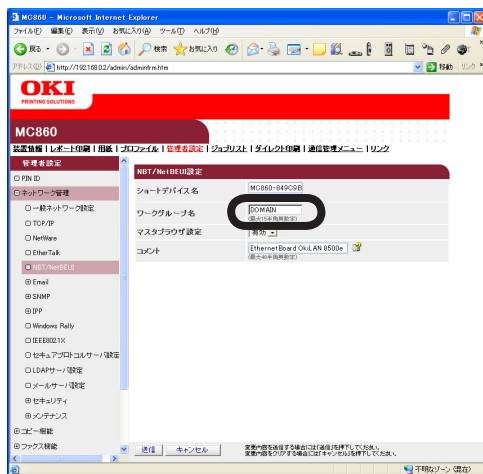 MC860 - Microsoft Internet Explorer
ファイル(F) 編集(E) 表示(V) お気に入り(A) ツール(T) ヘルプ(H)
戻る 検索 お気に入り
アドレス(D) http://192.168.0.2/admin/adminfrm.htm 移動 リンク
OKI
PRINTING SOLUTIONS
MC860
装置情報 | レポート印刷 | 用紙 | プロファイル | 管理者設定 | ジョブリスト | ダイレクト印刷 | 通信管理メニュー | リンク
管理者設定
PIN ID
ネットワーク管理
一般ネットワーク設定
TCP/IP
NetWare
EtherTalk
NBT/NetBEUI
Email
SNMP
IPP
Windows Rally
IEEE802.1X
セキュアプロトコルサーバ設定
LDAPサーバ設定
メールサーバ設定
セキュリティ
メンテナンス
コピー機能
ファクス機能
NBT/NetBEUI設定
ショートデバイス名 MC860-849C9B
ワークグループ名 DOMAIN
(最大15半角英数字)
マスタブラウザ設定 有効
コメント EthernetBoard OkiLAN 8500e
(最大48半角英数字)
送信 キャンセル
変更内容を送信する場合には「送信」を押下してください。
変更内容をクリアする場合には「キャンセル」を押下してください。
不明なゾーン (混在)